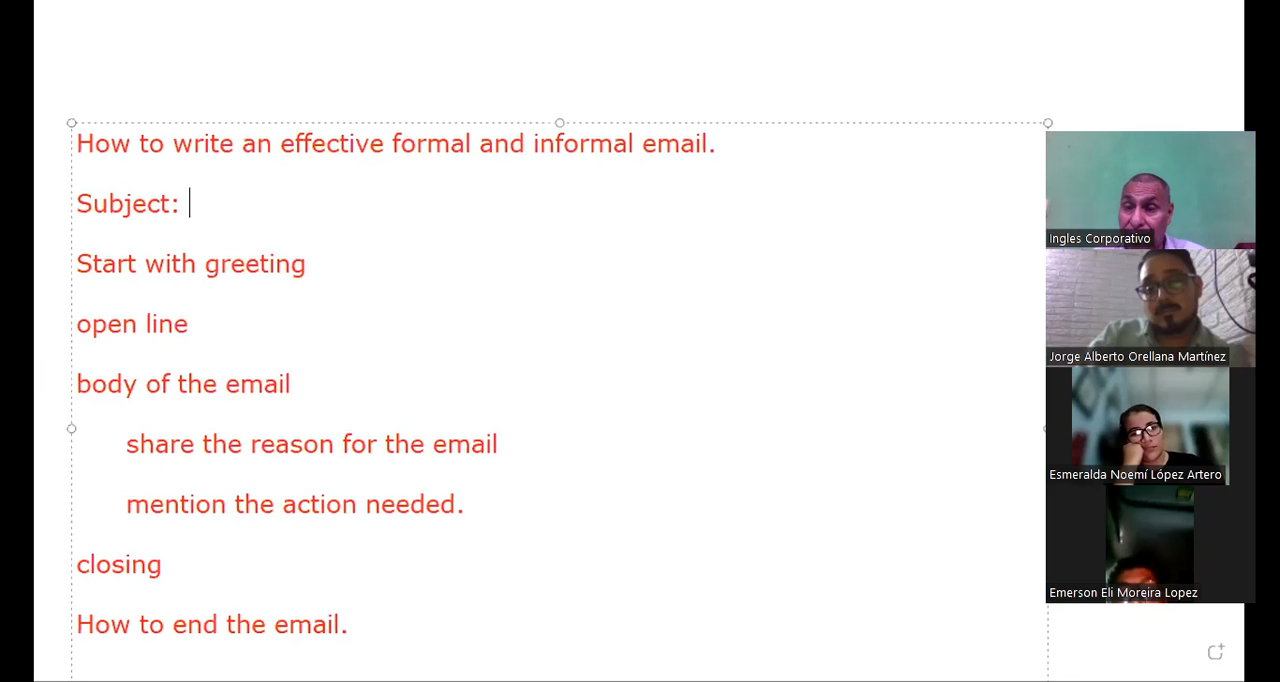 How to write an effective formal and informal email.
Subject:
Start with greeting
open line
body of the email
share the reason for the email
mention the action needed.
closing
How to end the email.
Ingles Corporativo
Jorge Alberto Orellana Martínez
Esmeralda Noemí López Artero
Emerson Eli Moreira Lopez